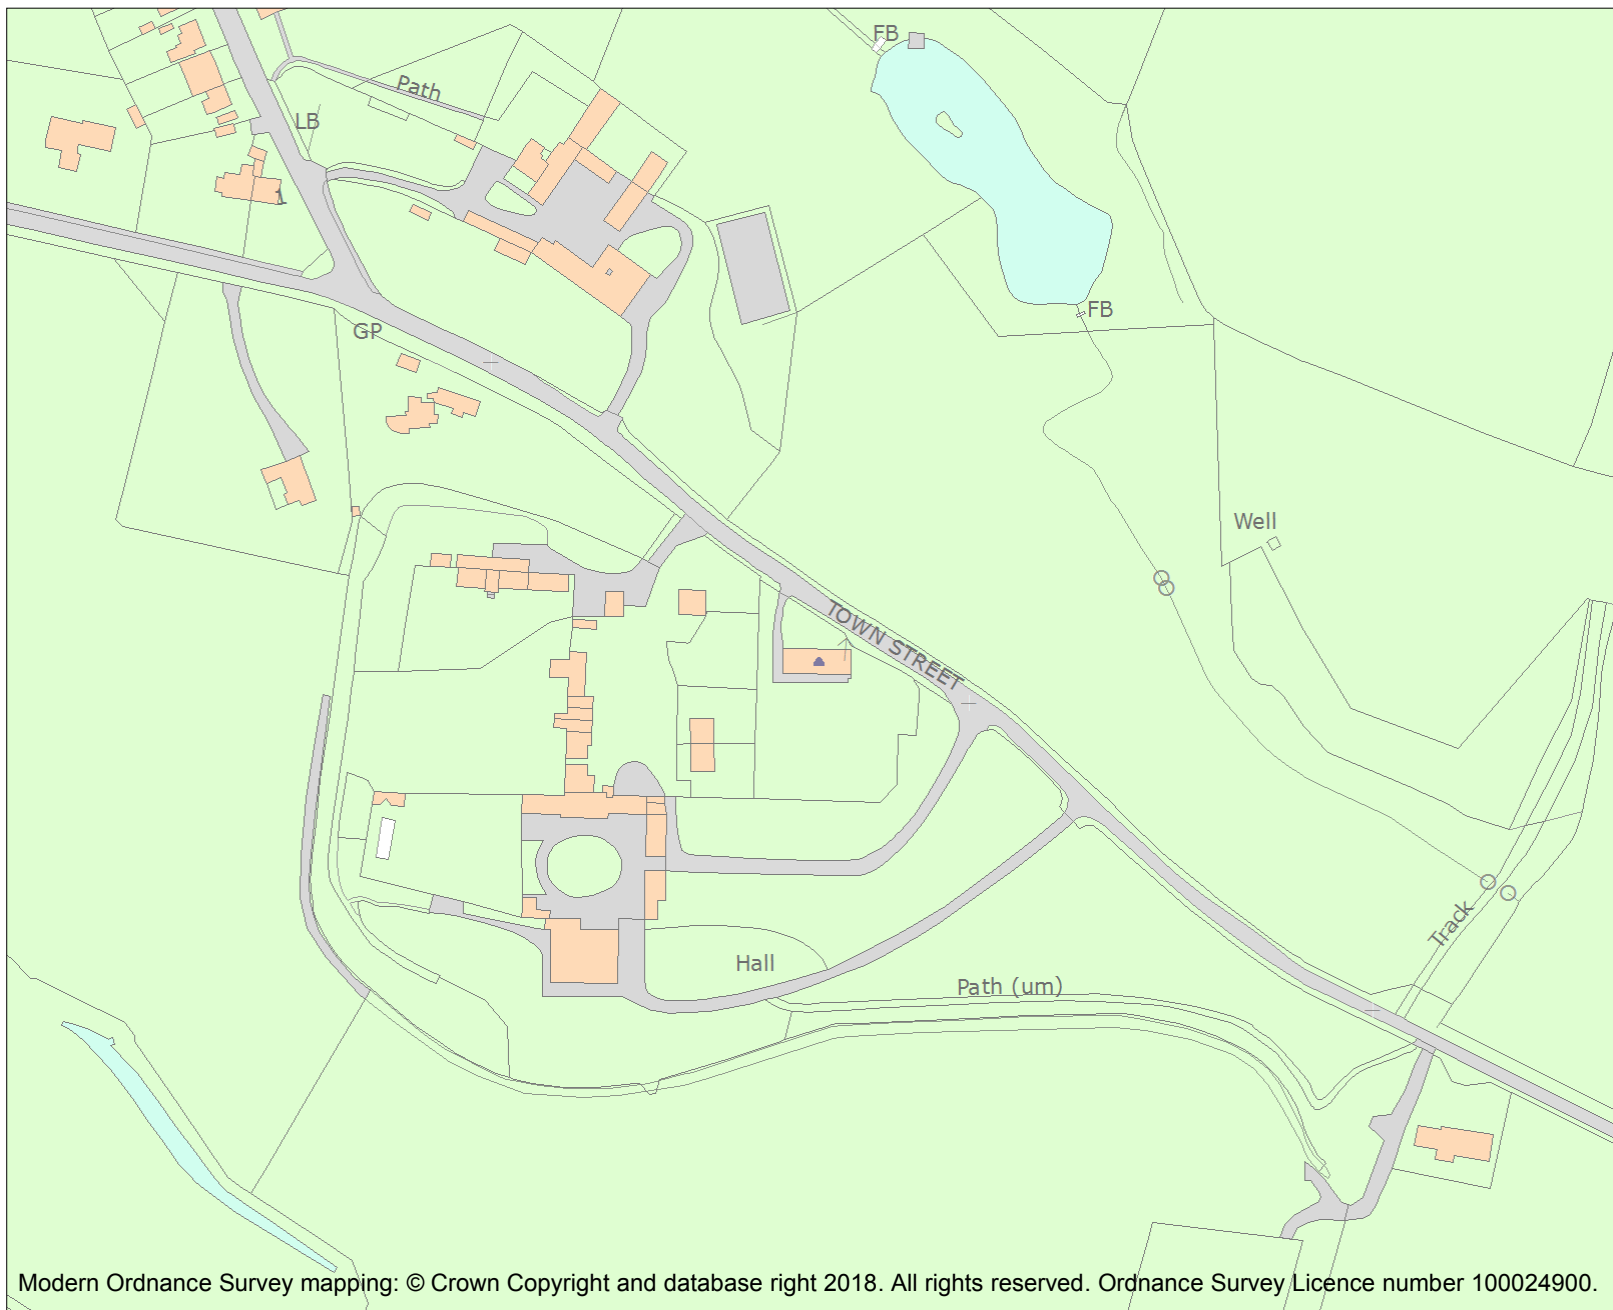 FB
Path
LB
1
FB
GP
Well
TOWN STREET
Track
Hall
Path (um)
Modern Ordnance Survey mapping: © Crown Copyright and database right 2018. All rights reserved. Ordnance Survey Licence number 100024900.